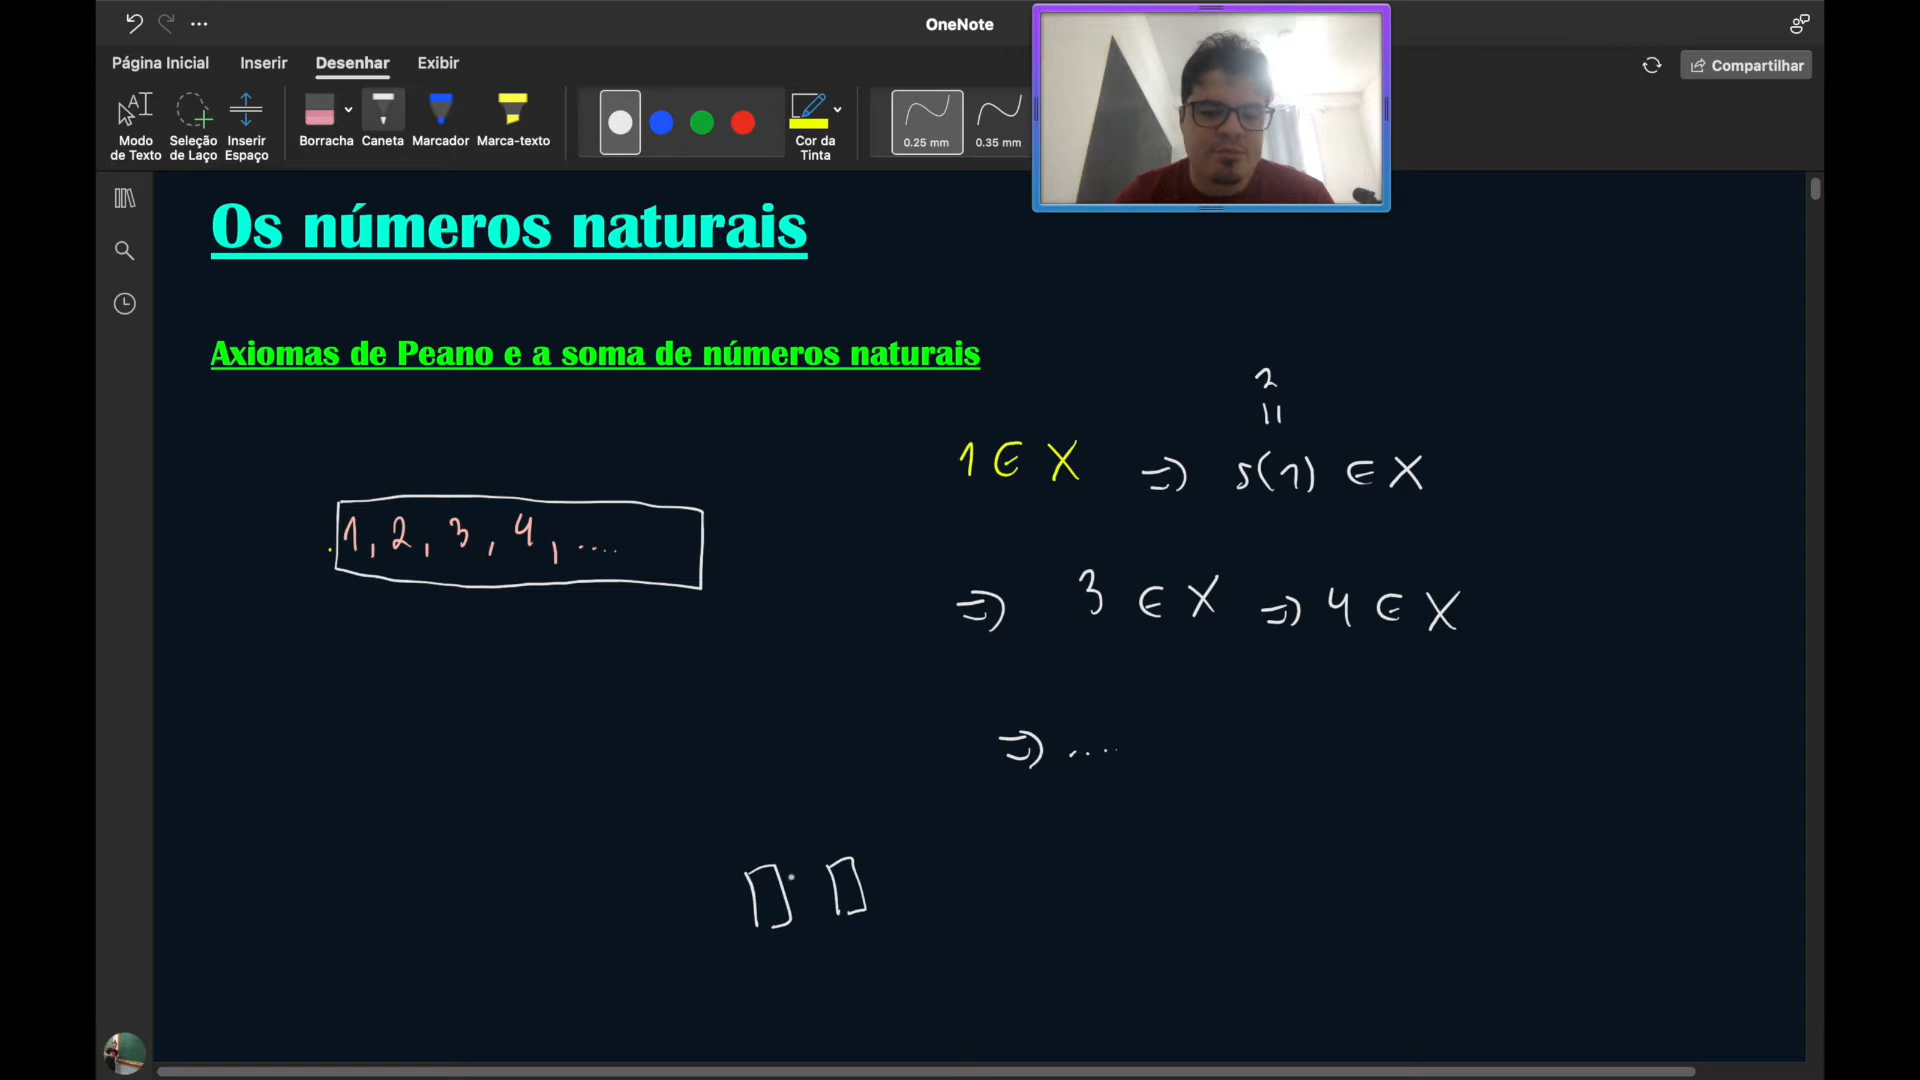 OneNote
Página Inicial Inserir Desenhar Exibir
Compartilhar
Modo de Texto
Seleção de Laço
Inserir Espaço
Borracha
Caneta
Marcador
Marca-texto
Cor da Tinta
0.25 mm
0.35 mm
Os números naturais
Axiomas de Peano e a soma de números naturais
2
||
1 ∈ X ⇒ s(1) ∈ X
1, 2, 3, 4, ....
⇒ 3 ∈ X ⇒ 4 ∈ X
⇒ ....